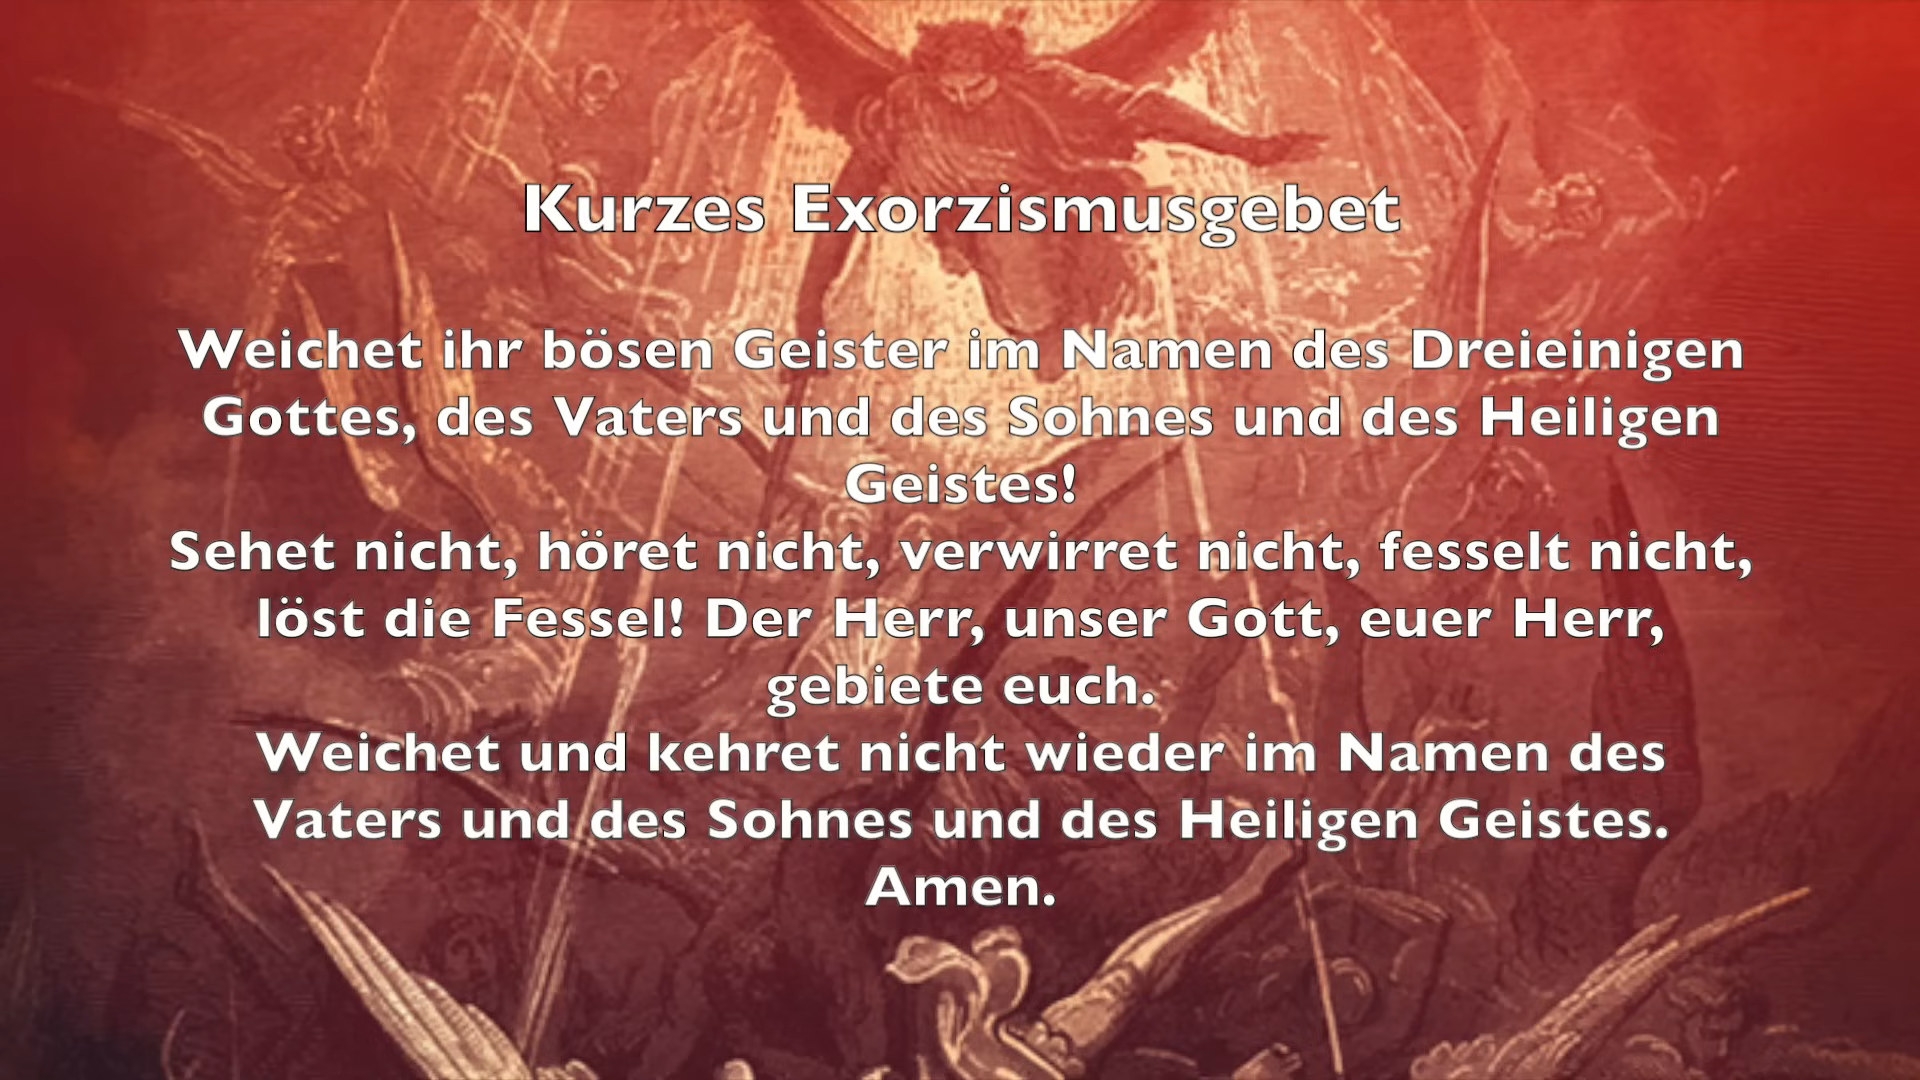 Kurzes Exorzismusgebet
Weichet ihr bösen Geister im Namen des Dreieinigen
Gottes, des Vaters und des Sohnes und des Heiligen
Geistes!
Sehet nicht, höret nicht, verwirret nicht, fesselt nicht,
löst die Fessel! Der Herr, unser Gott, euer Herr,
gebiete euch.
Weichet und kehret nicht wieder im Namen des
Vaters und des Sohnes und des Heiligen Geistes.
Amen.